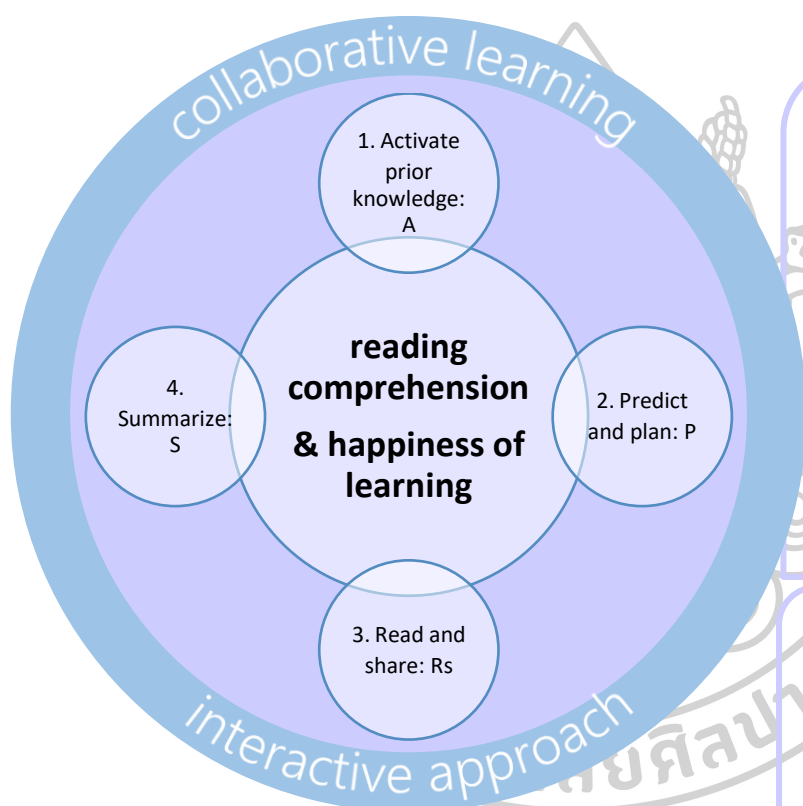 collaborative learning
1. Activate
prior
knowledge:
A
reading
comprehension
& happiness of
learning
4.
Summarize:
S
2. Predict
and plan: P
3. Read and
share: Rs
interactive approach